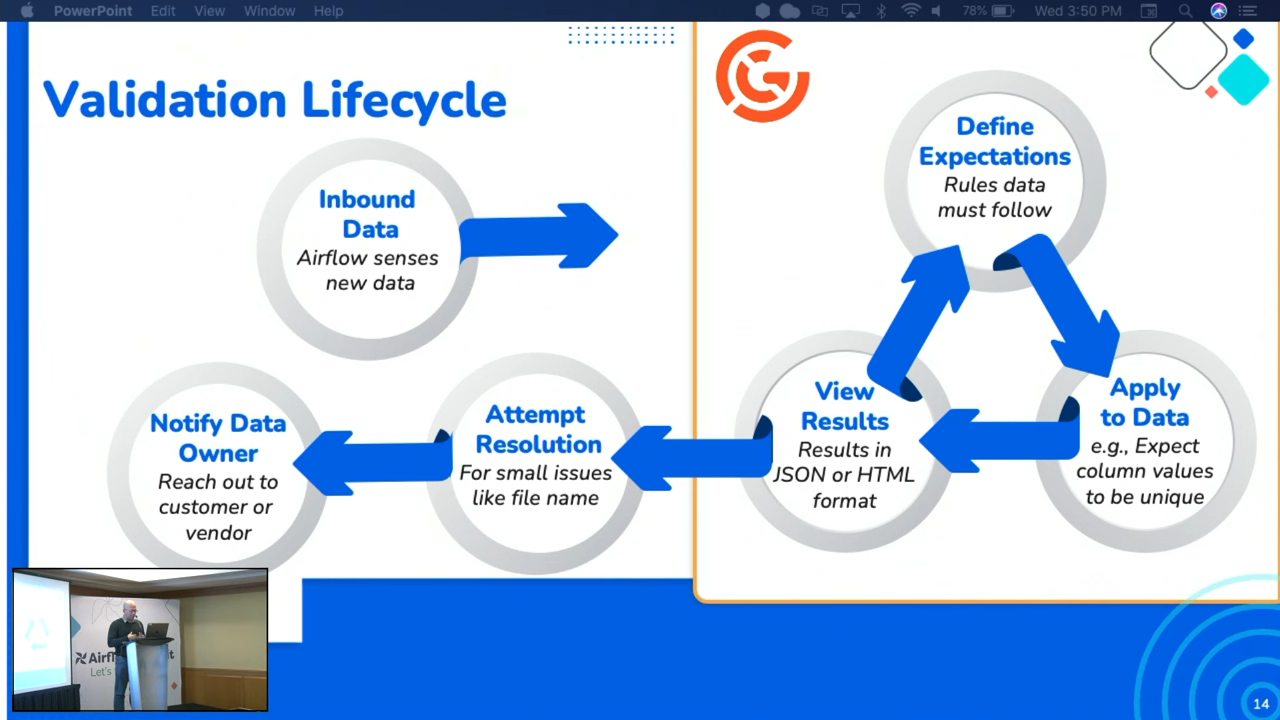 PowerPoint Edit View Window Help 78% Wed 3:50 PM
Validation Lifecycle
Inbound
Data
Airflow senses
new data
Define
Expectations
Rules data
must follow
Apply
to Data
e.g., Expect
column values
to be unique
View
Results
Results in
JSON or HTML
format
Attempt
Resolution
For small issues
like file name
Notify Data
Owner
Reach out to
customer or
vendor
Let's
14